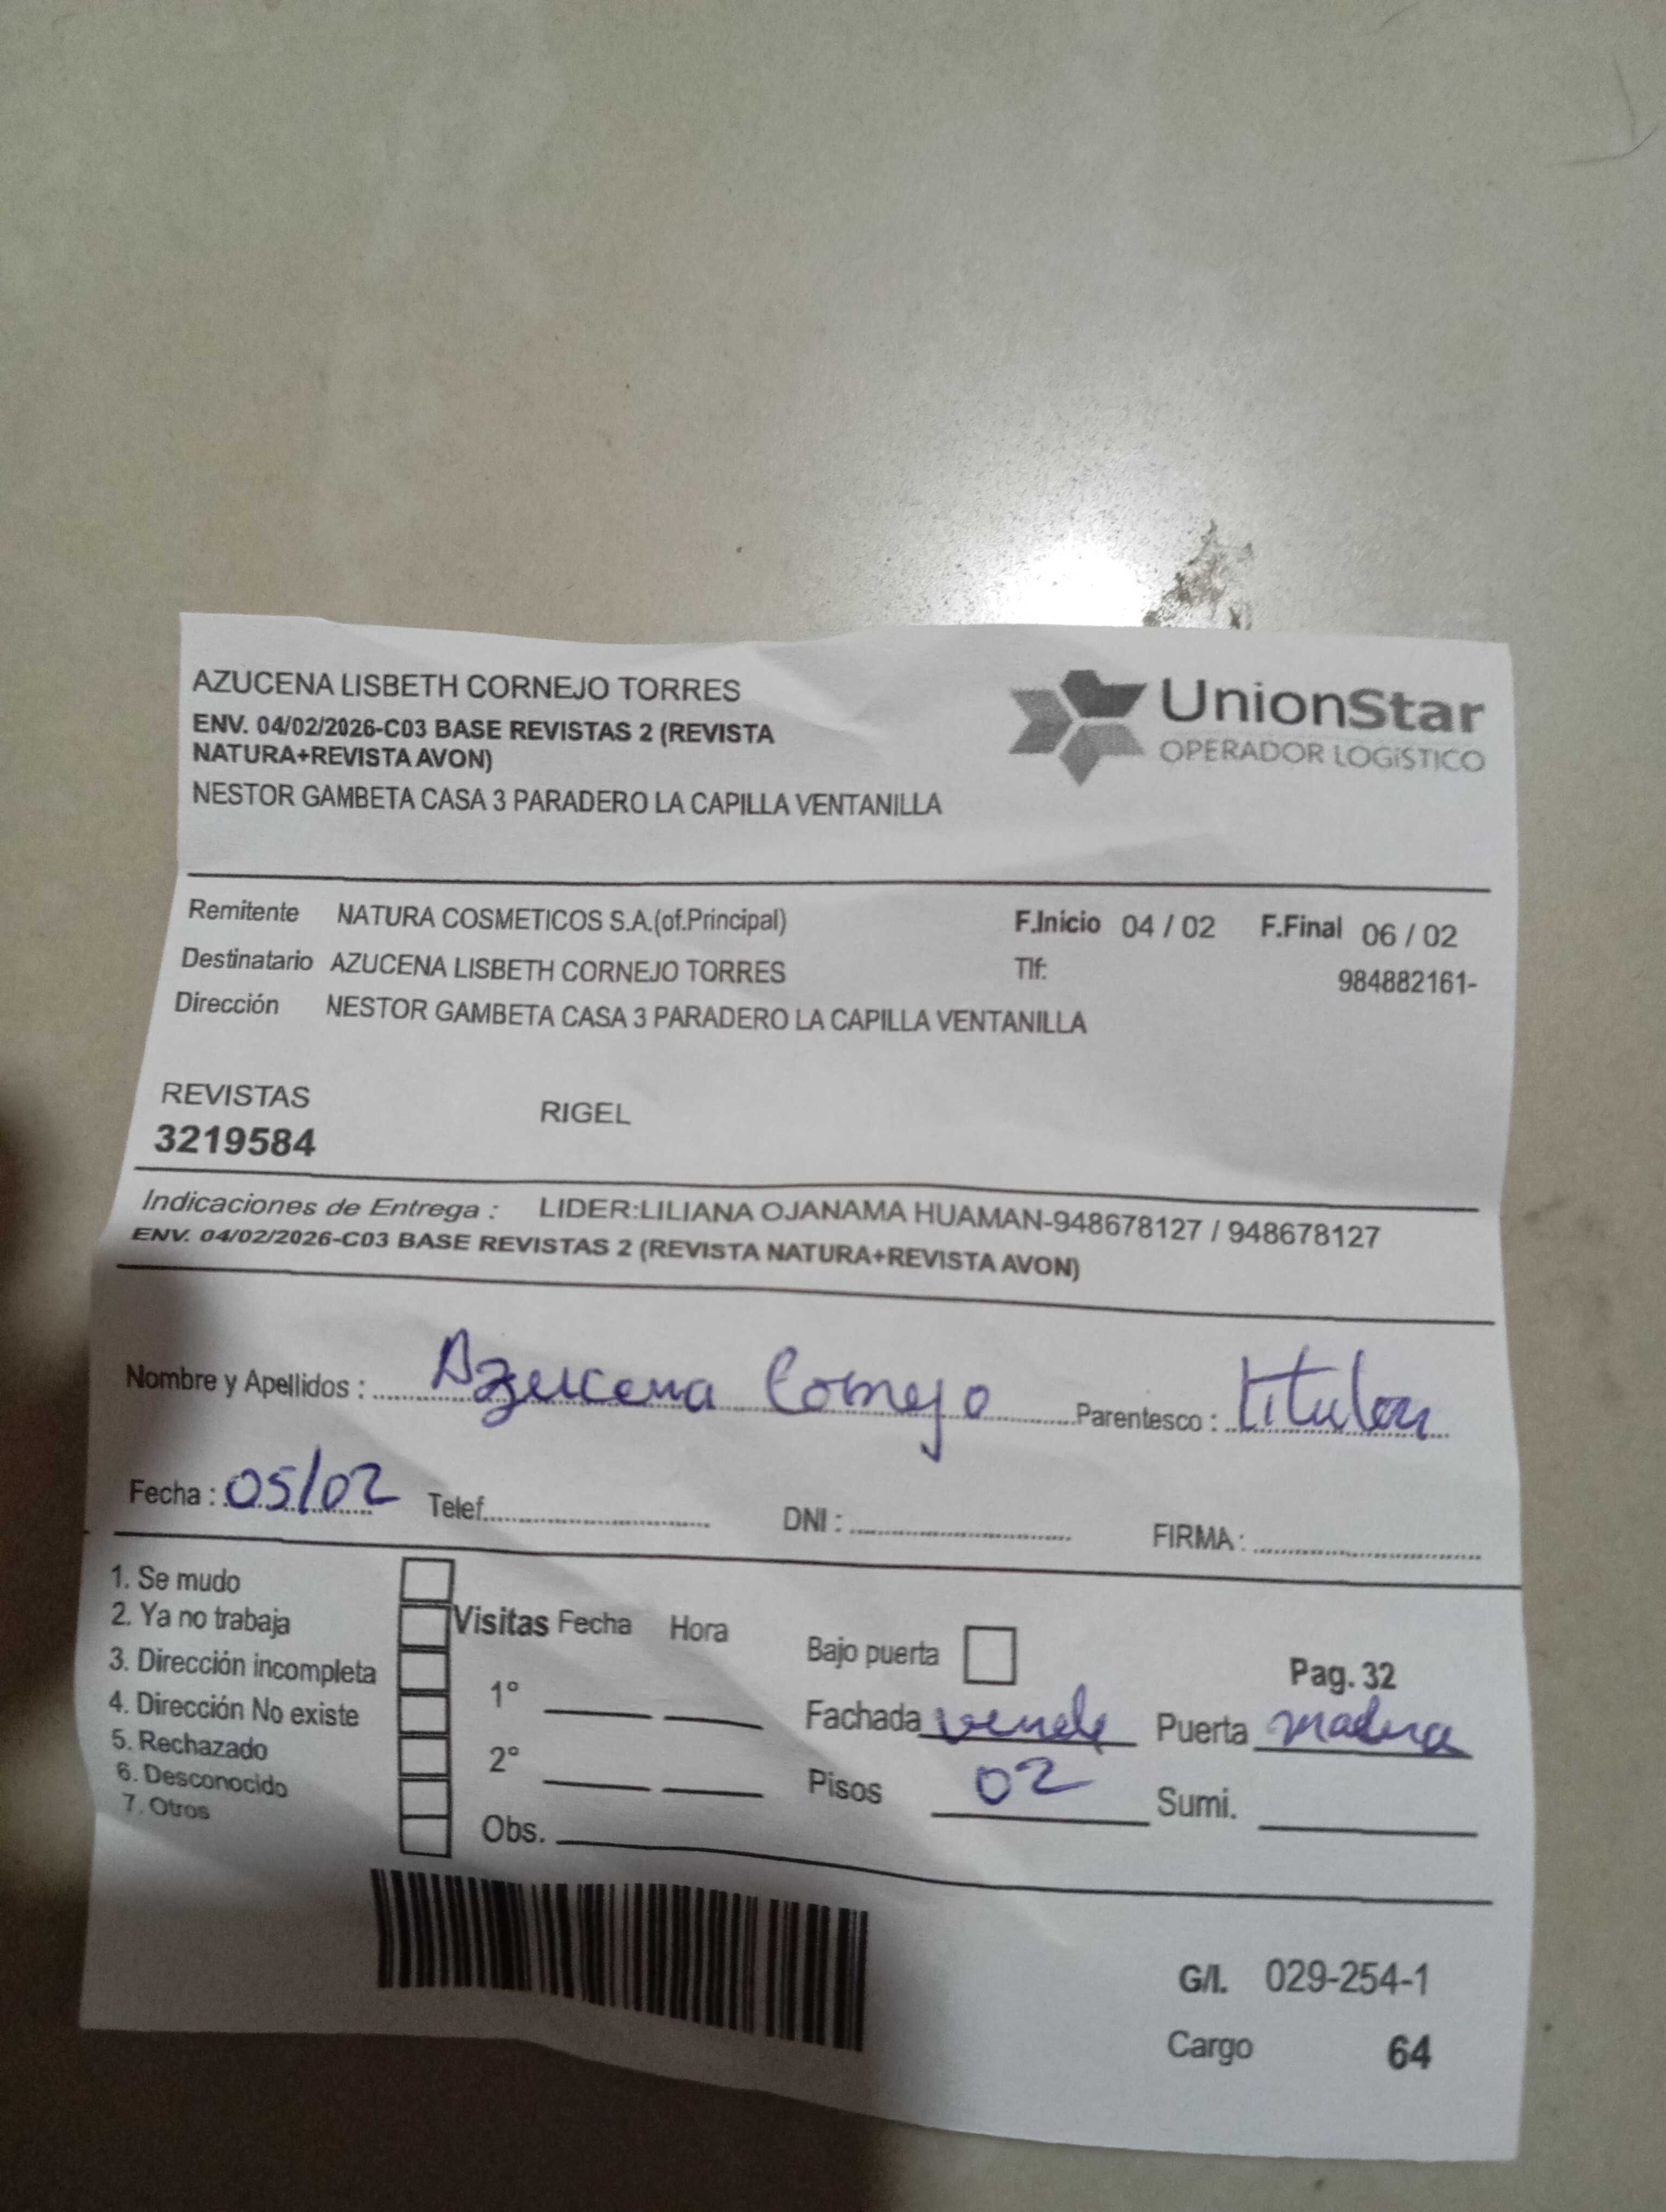 AZUCENA LISBETH CORNEJO TORRES
ENV. 04/02/2026-C03 BASE REVISTAS 2 (REVISTA
NATURA+REVISTA AVON)
NESTOR GAMBETA CASA 3 PARADERO LA CAPILLA VENTANILLA
UnionStar
OPERADOR LOGíSTICO
Remitente NATURA COSMETICOS S.A.(of.Principal) F.Inicio 04 / 02 F.Final 06 / 02
Destinatario AZUCENA LISBETH CORNEJO TORRES Tlf: 984882161-
Dirección NESTOR GAMBETA CASA 3 PARADERO LA CAPILLA VENTANILLA
REVISTAS RIGEL
3219584
Indicaciones de Entrega : LIDER:LILIANA OJANAMA HUAMAN-948678127 / 948678127
ENV. 04/02/2026-C03 BASE REVISTAS 2 (REVISTA NATURA+REVISTA AVON)
Nombre y Apellidos : Azucena Cornejo Parentesco : titular
Fecha : 05/02 Telef. DNI : FIRMA :
1. Se mudo
2. Ya no trabaja
3. Dirección incompleta
4. Dirección No existe
5. Rechazado
6. Desconocido
7. Otros
Visitas Fecha Hora
1°
2°
Obs.
Bajo puerta Pag. 32
Fachada verde Puerta madera
Pisos 02 Sumi.
G/I. 029-254-1
Cargo 64